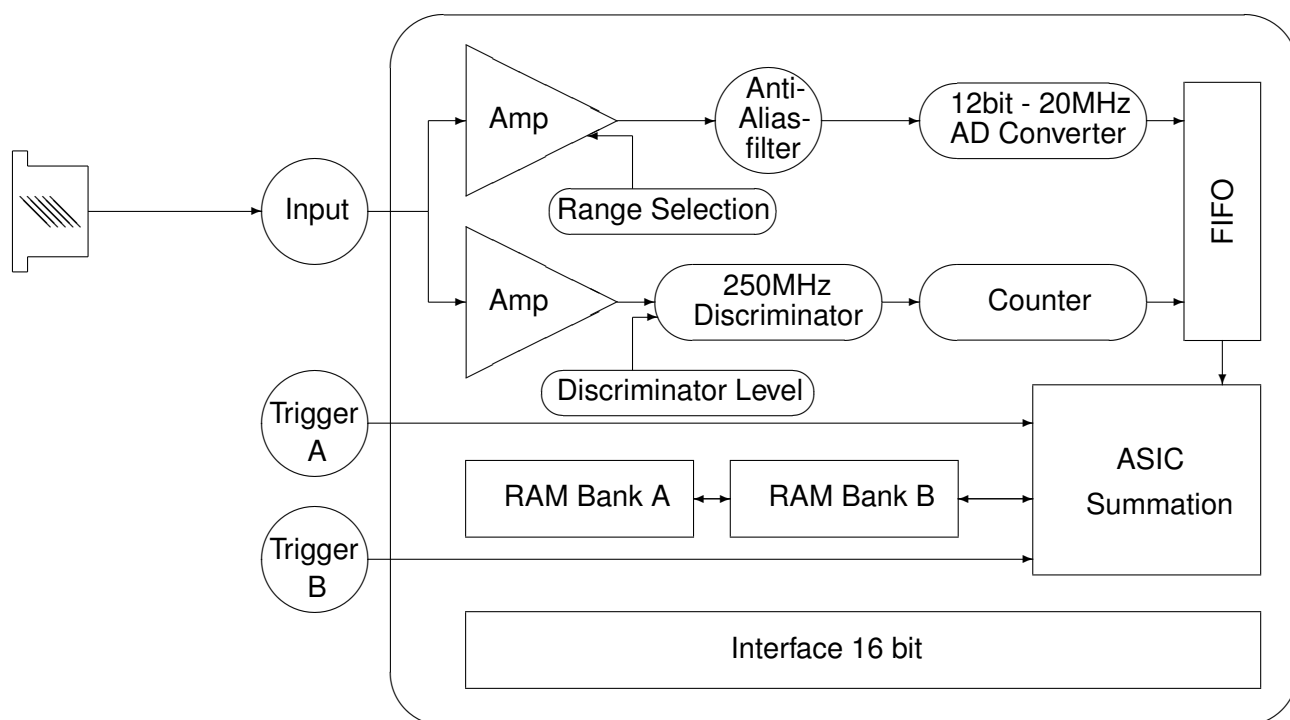 Anti-
Alias-
filter
12bit - 20MHz
AD Converter
Amp
Input
Range Selection
FIFO
Amp
250MHz
Discriminator
Counter
Discriminator Level
Trigger
A
ASIC
Summation
RAM Bank A
RAM Bank B
Trigger
B
Interface 16 bit